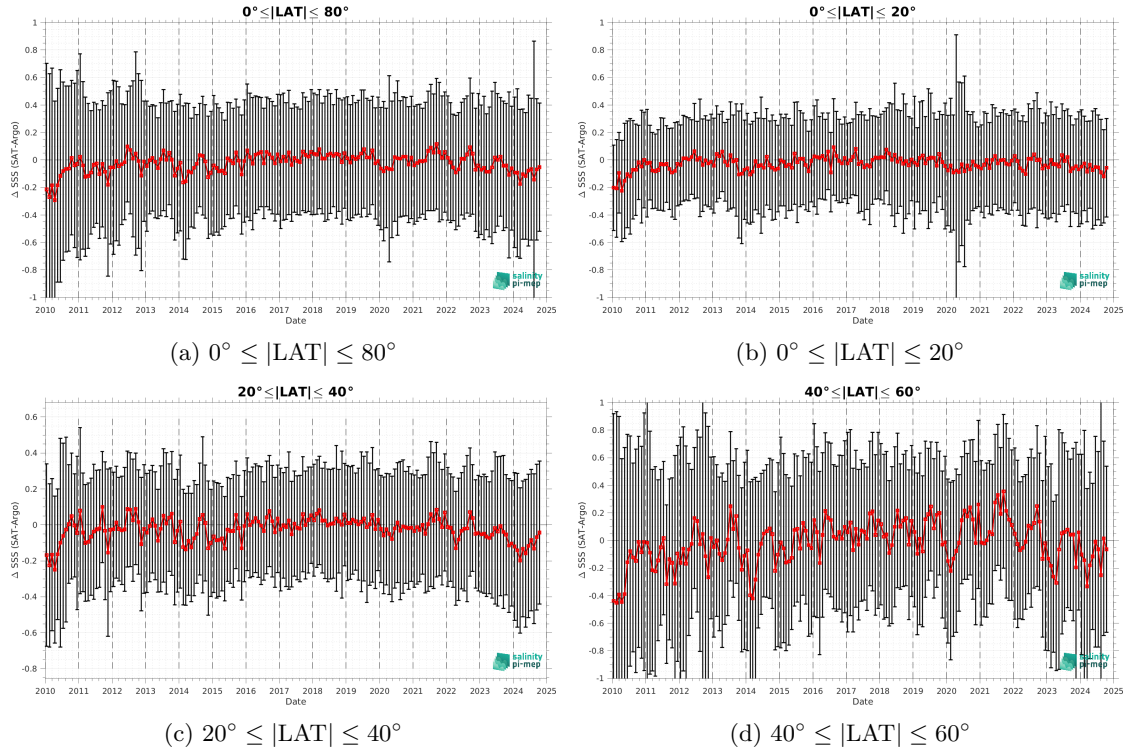 0°≤|LAT|≤ 80°
1
0.8
0.6
0.4
0.2
0
-0.2
-0.4
-0.6
-0.8
-1
Δ SSS (SAT-Argo)
2010 2011 2012 2013 2014 2015 2016 2017 2018 2019 2020 2021 2022 2023 2024 2025
Date
salinity
pi-mep
(a) 0° ≤ |LAT| ≤ 80°
0°≤|LAT|≤ 20°
1
0.8
0.6
0.4
0.2
0
-0.2
-0.4
-0.6
-0.8
-1
Δ SSS (SAT-Argo)
2010 2011 2012 2013 2014 2015 2016 2017 2018 2019 2020 2021 2022 2023 2024 2025
Date
salinity
pi-mep
(b) 0° ≤ |LAT| ≤ 20°
20°≤|LAT|≤ 40°
0.6
0.4
0.2
0
-0.2
-0.4
-0.6
-0.8
Δ SSS (SAT-Argo)
2010 2011 2012 2013 2014 2015 2016 2017 2018 2019 2020 2021 2022 2023 2024 2025
Date
salinity
pi-mep
(c) 20° ≤ |LAT| ≤ 40°
40°≤|LAT|≤ 60°
1
0.8
0.6
0.4
0.2
0
-0.2
-0.4
-0.6
-0.8
-1
Δ SSS (SAT-Argo)
2010 2011 2012 2013 2014 2015 2016 2017 2018 2019 2020 2021 2022 2023 2024 2025
Date
salinity
pi-mep
(d) 40° ≤ |LAT| ≤ 60°